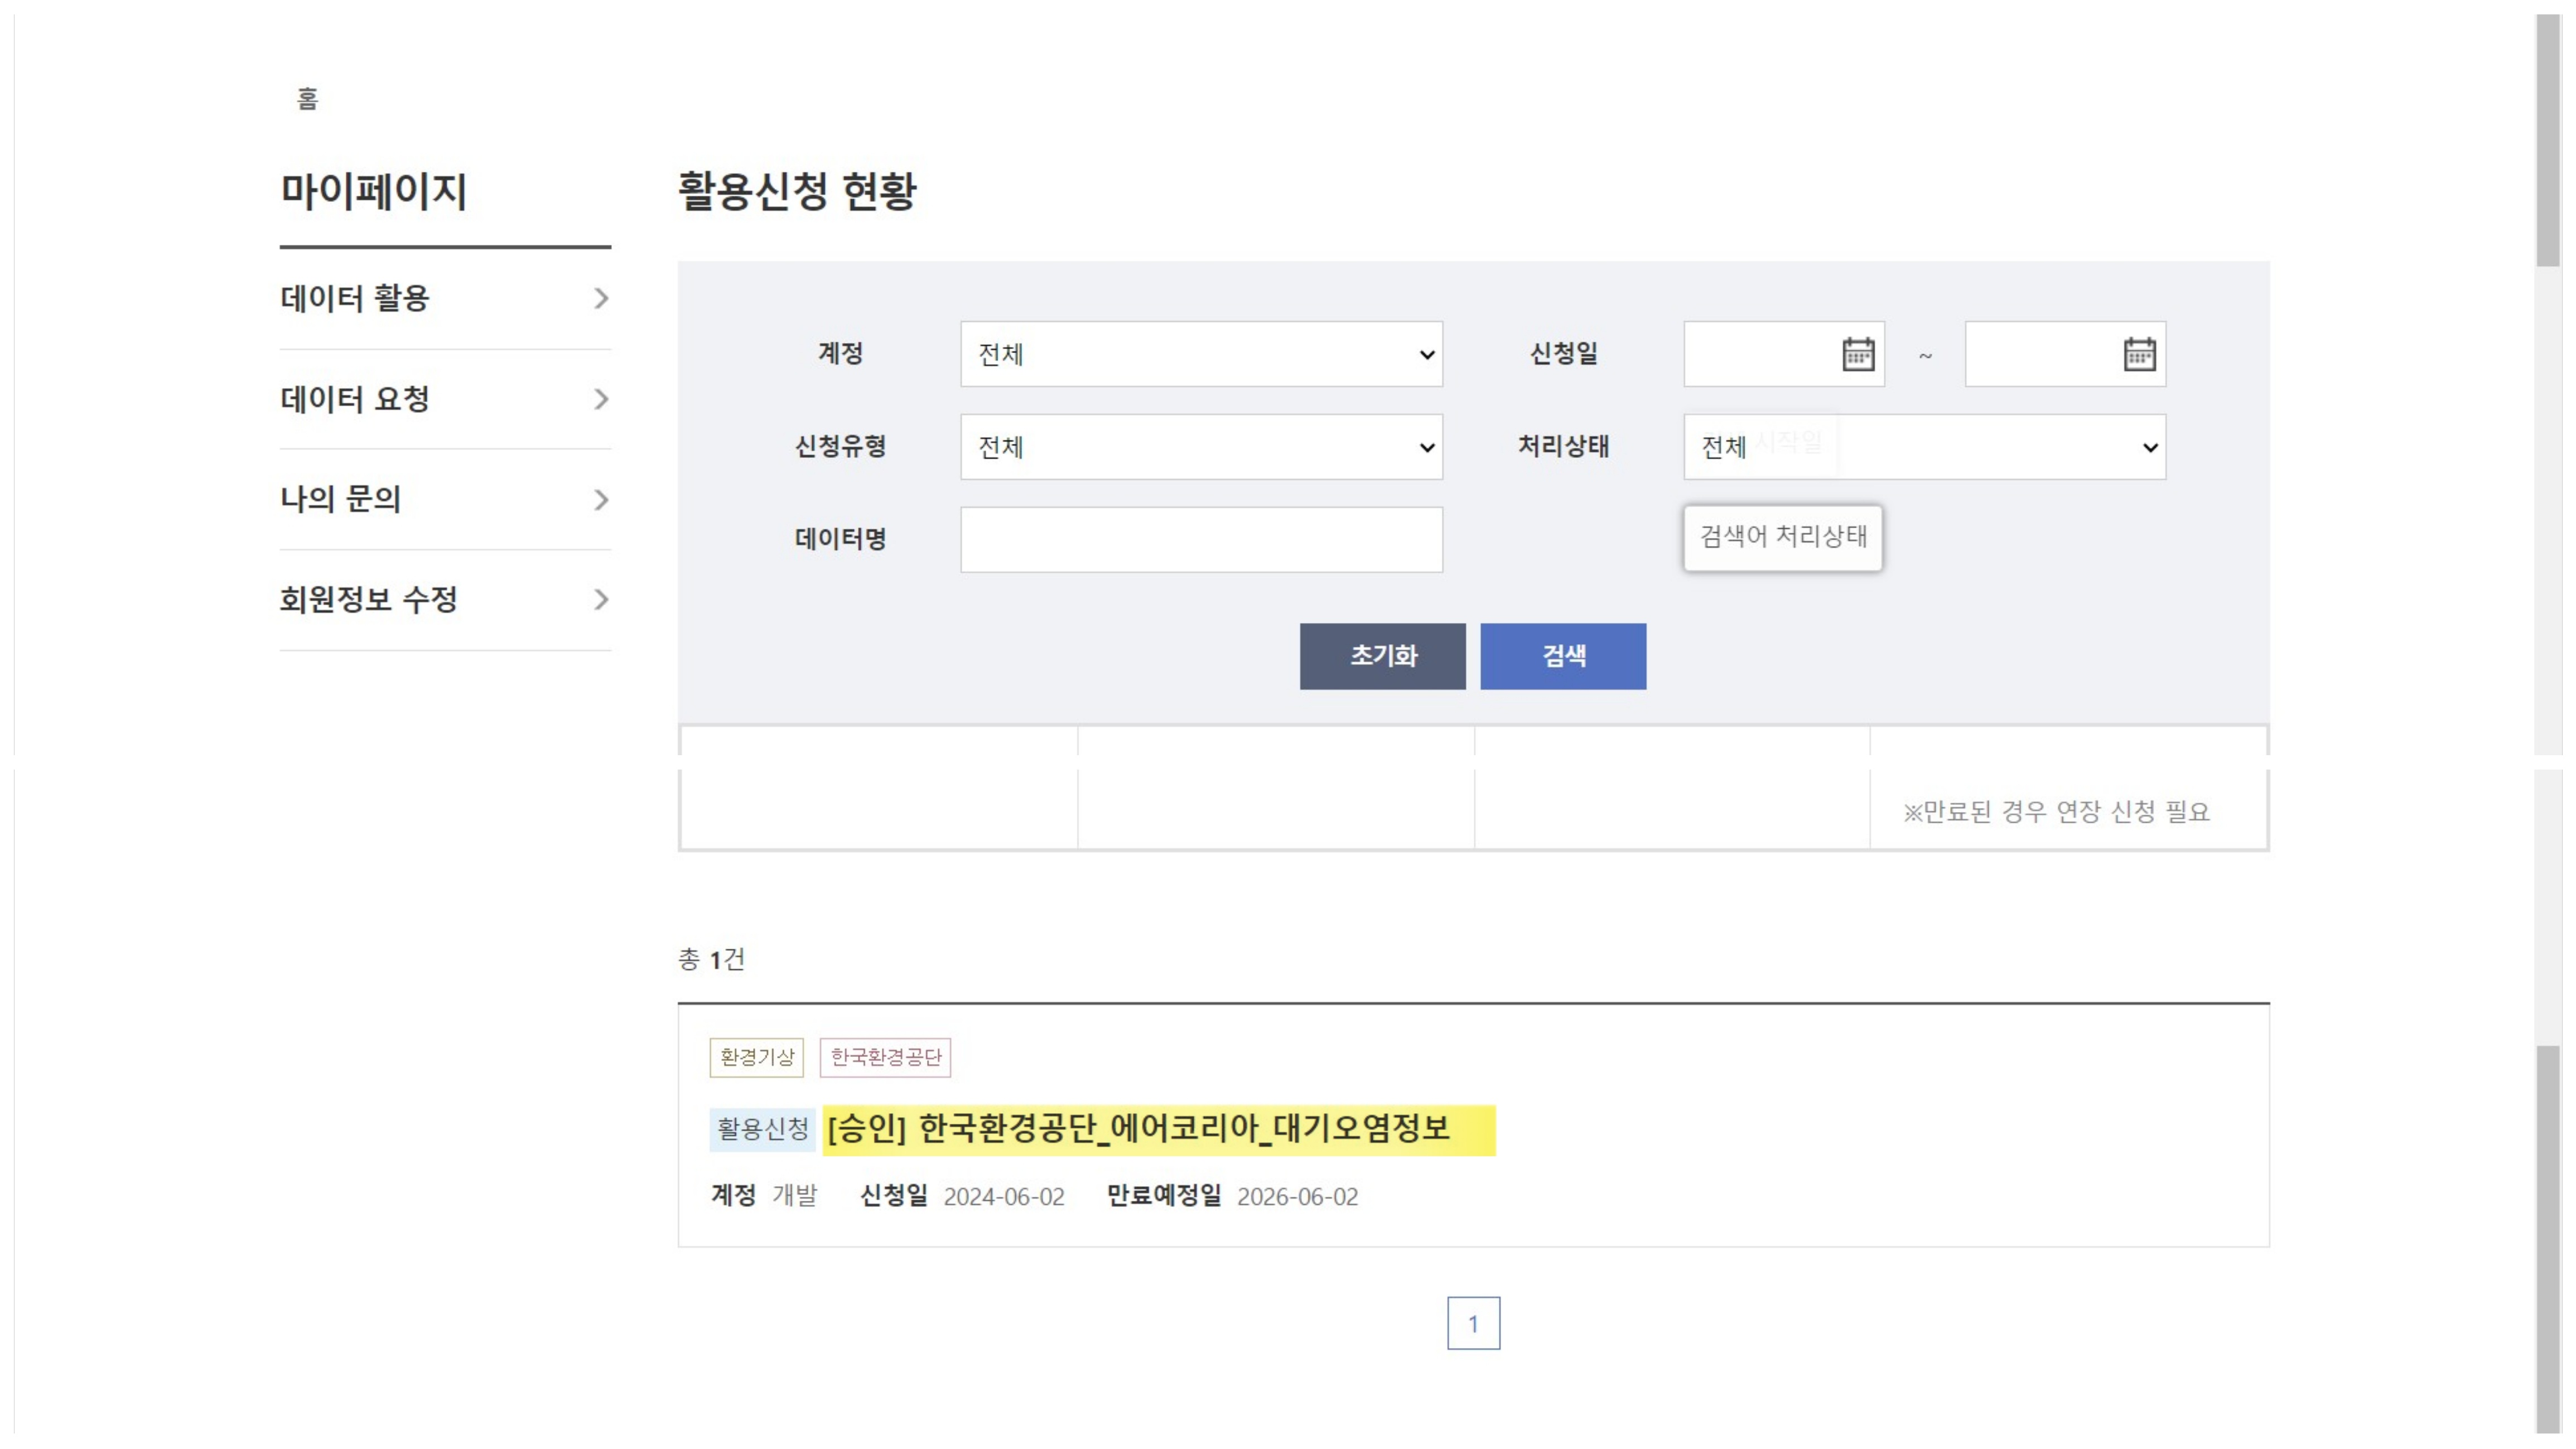 홈
마이페이지
데이터 활용
데이터 요청
나의 문의
회원정보 수정
활용신청 현황
계정 전체 신청일 ~
신청유형 전체 처리상태 전체 시작일
데이터명 검색어 처리상태
초기화 검색
※만료된 경우 연장 신청 필요
총 1건
환경기상 한국환경공단
활용신청 [승인] 한국환경공단_에어코리아_대기오염정보
계정 개발 신청일 2024-06-02 만료예정일 2026-06-02
1